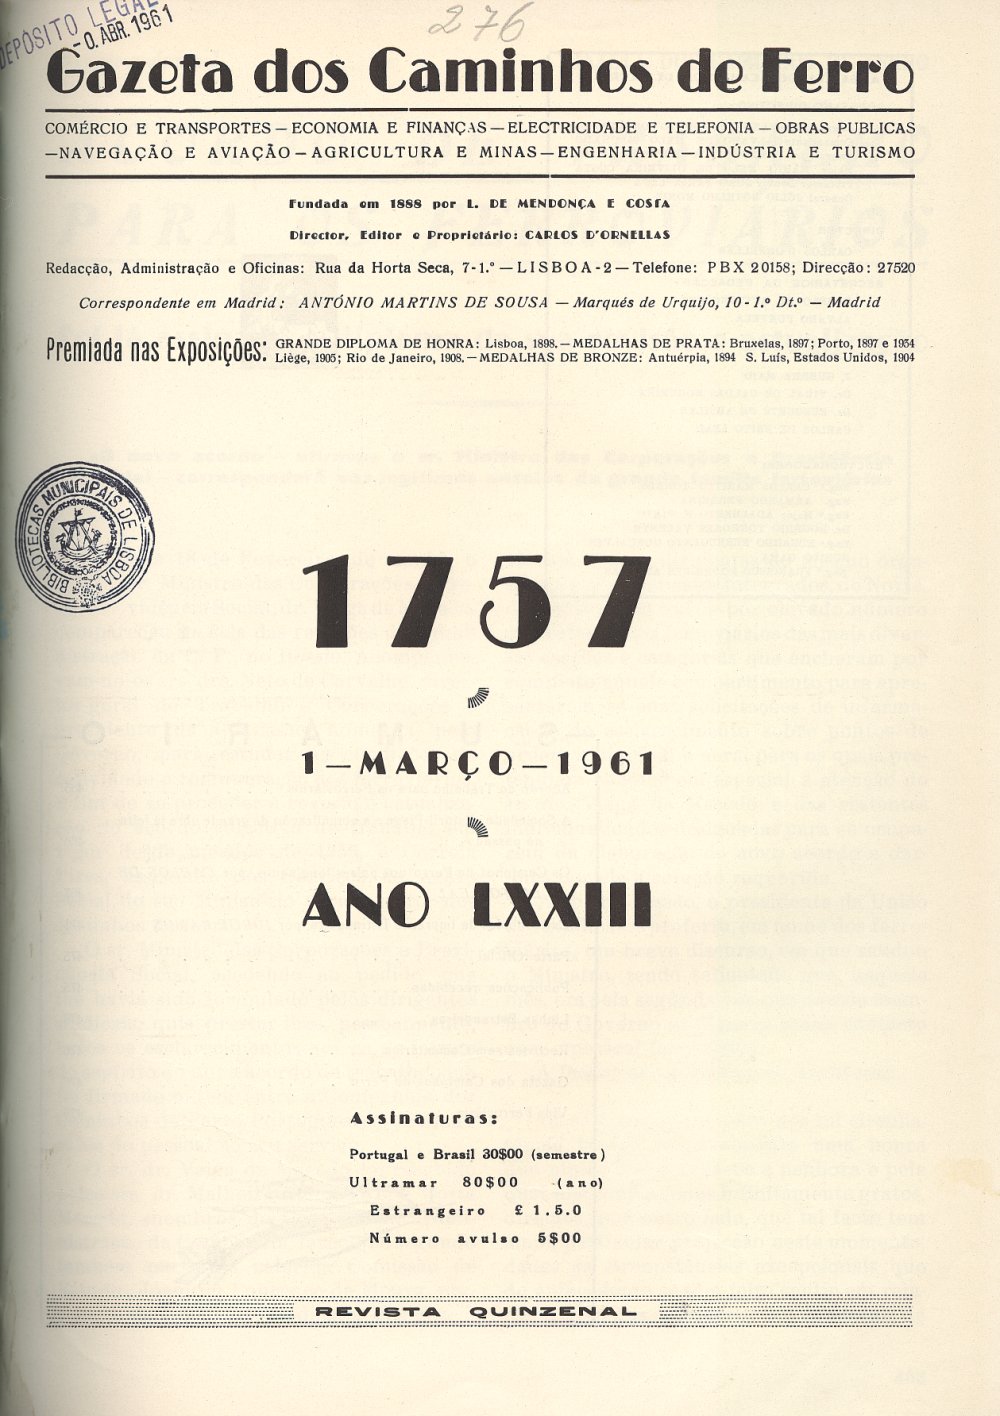 276
DEPÓSITO LEGAL
ABR. 1961
Gazeta dos Caminhos de Ferro
COMÉRCIO E TRANSPORTES — ECONOMIA E FINANÇAS — ELECTRICIDADE E TELEFONIA — OBRAS PUBLICAS
—NAVEGAÇÃO E AVIAÇÃO — AGRICULTURA E MINAS — ENGENHARIA — INDÚSTRIA E TURISMO
Fundada em 1888 por L. DE MENDONÇA E COSTA
Director, Editor e Proprietário: CARLOS D'ORNELLAS
Redacção, Administração e Oficinas: Rua da Horta Seca, 7-1.º — LISBOA-2 — Telefone: PBX 20158; Direcção: 27520
Correspondente em Madrid: ANTÓNIO MARTINS DE SOUSA — Marqués de Urquijo, 10-1.º Dt.º — Madrid
Premiada nas Exposições:
GRANDE DIPLOMA DE HONRA: Lisboa, 1898. — MEDALHAS DE PRATA: Bruxelas, 1897; Porto, 1897 e 1934
Liège, 1905; Rio de Janeiro, 1908. — MEDALHAS DE BRONZE: Antuérpia, 1894 S. Luís, Estados Unidos, 1904
BIBLIOTECAS MUNICIPAIS DE LISBOA
1757
1—MARÇO—1961
ANO LXXIII
Assinaturas:
Portugal e Brasil 30$00 (semestre)
Ultramar 80$00 (ano)
Estrangeiro £ 1.5.0
Número avulso 5$00
REVISTA QUINZENAL